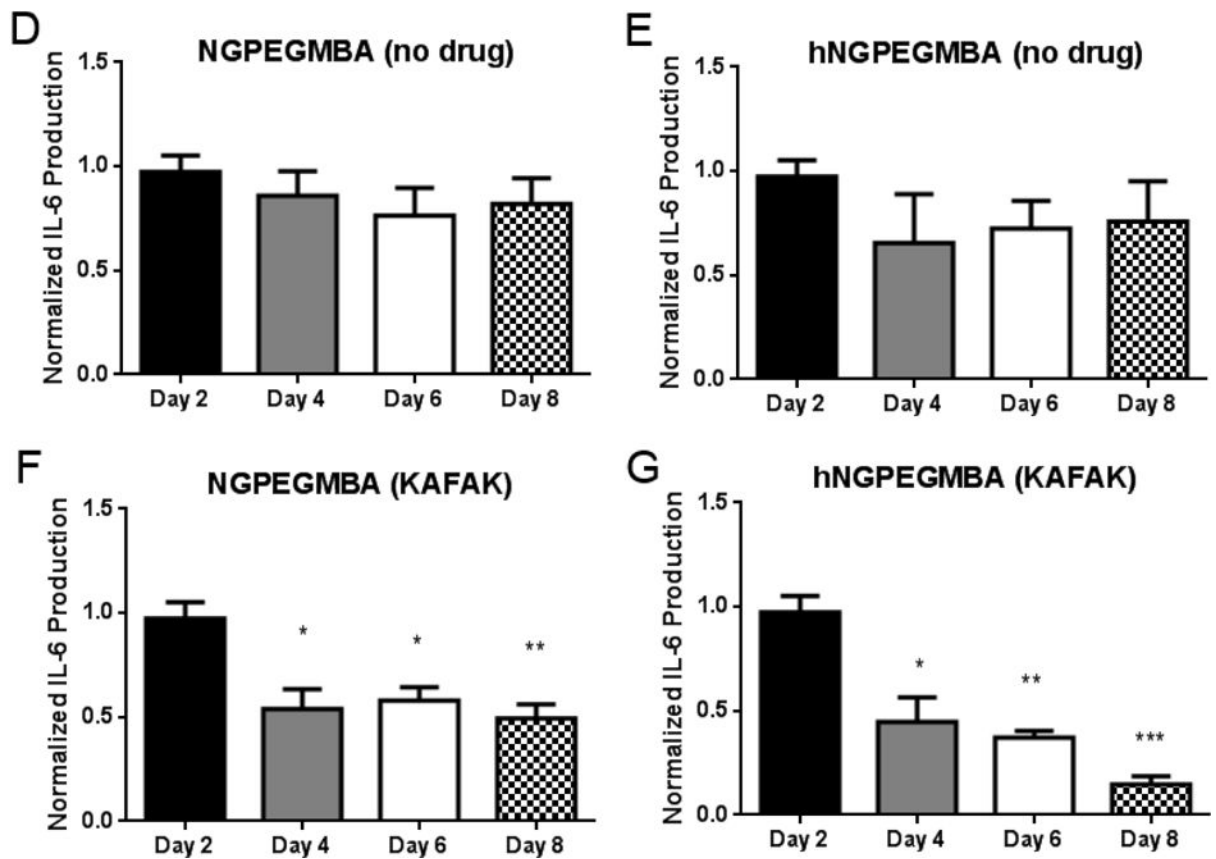 D
NGPEGMBA (no drug)
Normalized IL-6 Production
1.5
1.0
0.5
0.0
Day 2 Day 4 Day 6 Day 8
E
hNGPEGMBA (no drug)
Normalized IL-6 Production
1.5
1.0
0.5
0.0
Day 2 Day 4 Day 6 Day 8
F
NGPEGMBA (KAFAK)
Normalized IL-6 Production
1.5
1.0
0.5
0.0
* * **
Day 2 Day 4 Day 6 Day 8
G
hNGPEGMBA (KAFAK)
Normalized IL-6 Production
1.5
1.0
0.5
0.0
* ** ***
Day 2 Day 4 Day 6 Day 8